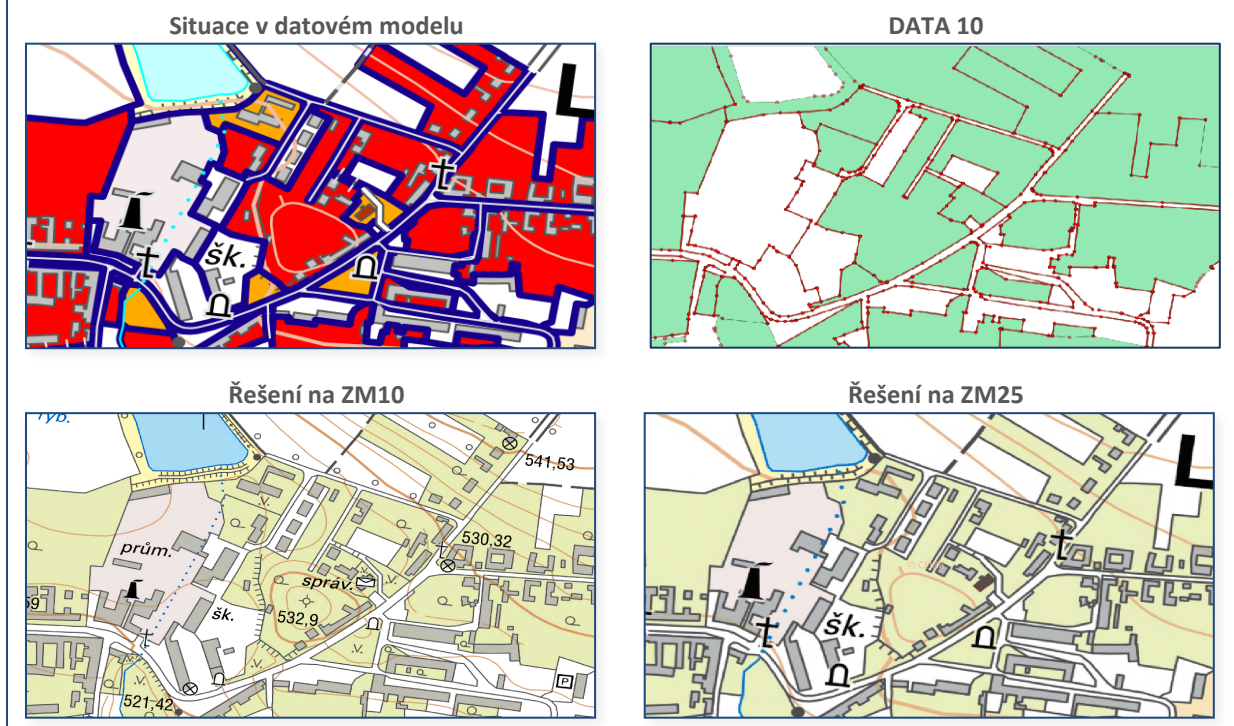 Situace v datovém modelu
DATA 10
L
šk.
Řešení na ZM10
Řešení na ZM25
541,53
L
530,32
prům.
správ.
59
šk.
532,9
šk.
P
521,42